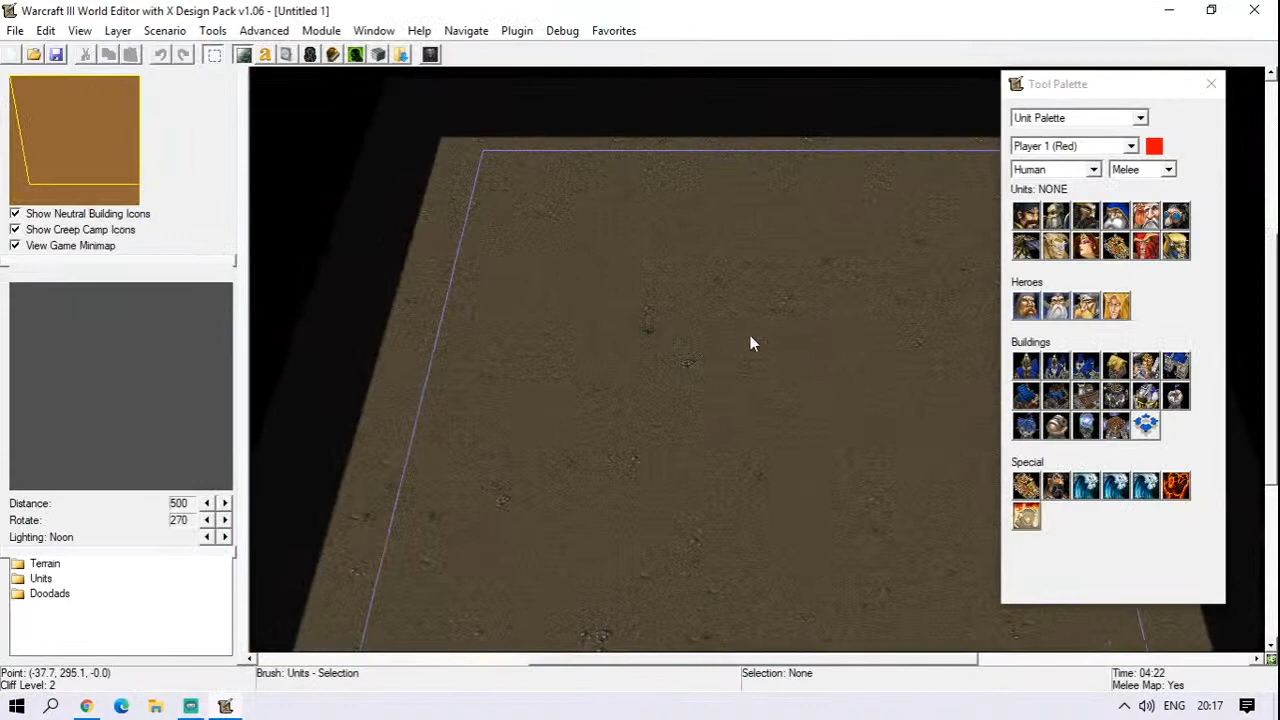 Warcraft III World Editor with X Design Pack v1.06 - [Untitled 1]
File Edit View Layer Scenario Tools Advanced Module Window Help Navigate Plugin Debug Favorites
Tool Palette
Unit Palette
Player 1 (Red)
Human Melee
Units: NONE
Heroes
Buildings
Special
Show Neutral Building Icons
Show Creep Camp Icons
View Game Minimap
Distance: 500
Rotate: 270
Lighting: Noon
Terrain
Units
Doodads
Point: (-37.7, 295.1, -0.0)
Cliff Level: 2
Brush: Units - Selection
Selection: None
Time: 04:22
Melee Map: Yes
ENG 20:17